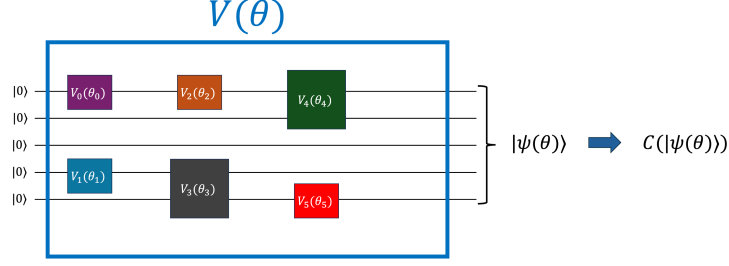 V(θ)
|0⟩ V₀(θ₀) V₂(θ₂) V₄(θ₄)
|0⟩
|0⟩ |ψ(θ)⟩ C(|ψ(θ)⟩)
|0⟩ V₁(θ₁) V₃(θ₃)
|0⟩ V₅(θ₅)